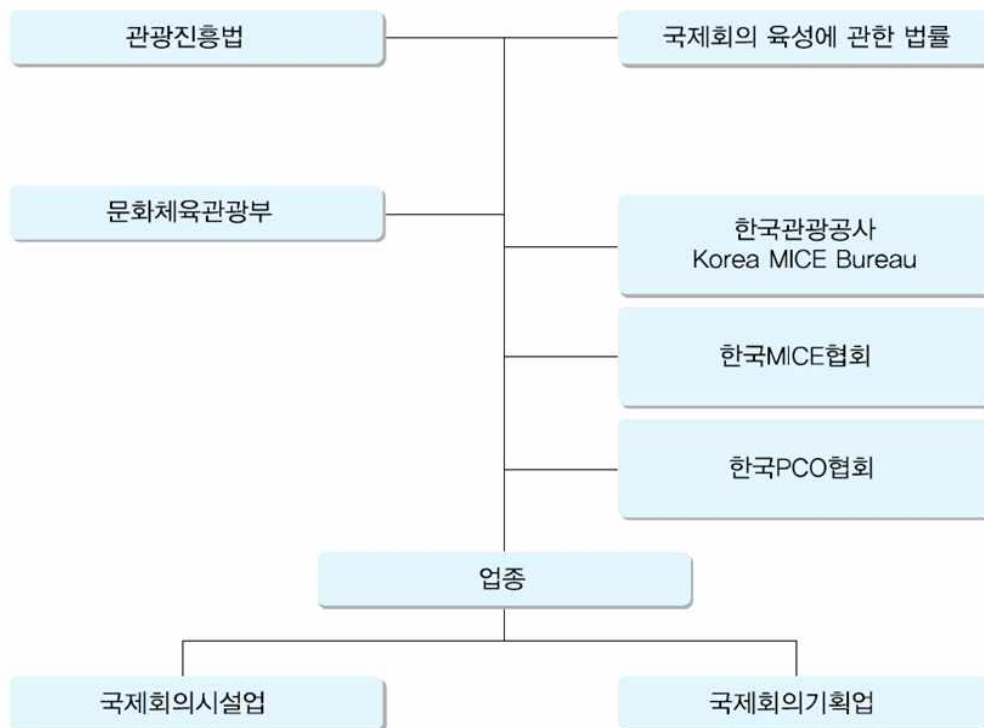 관광진흥법
국제회의 육성에 관한 법률
문화체육관광부
한국관광공사
Korea MICE Bureau
한국MICE협회
한국PCO협회
업종
국제회의시설업
국제회의기획업